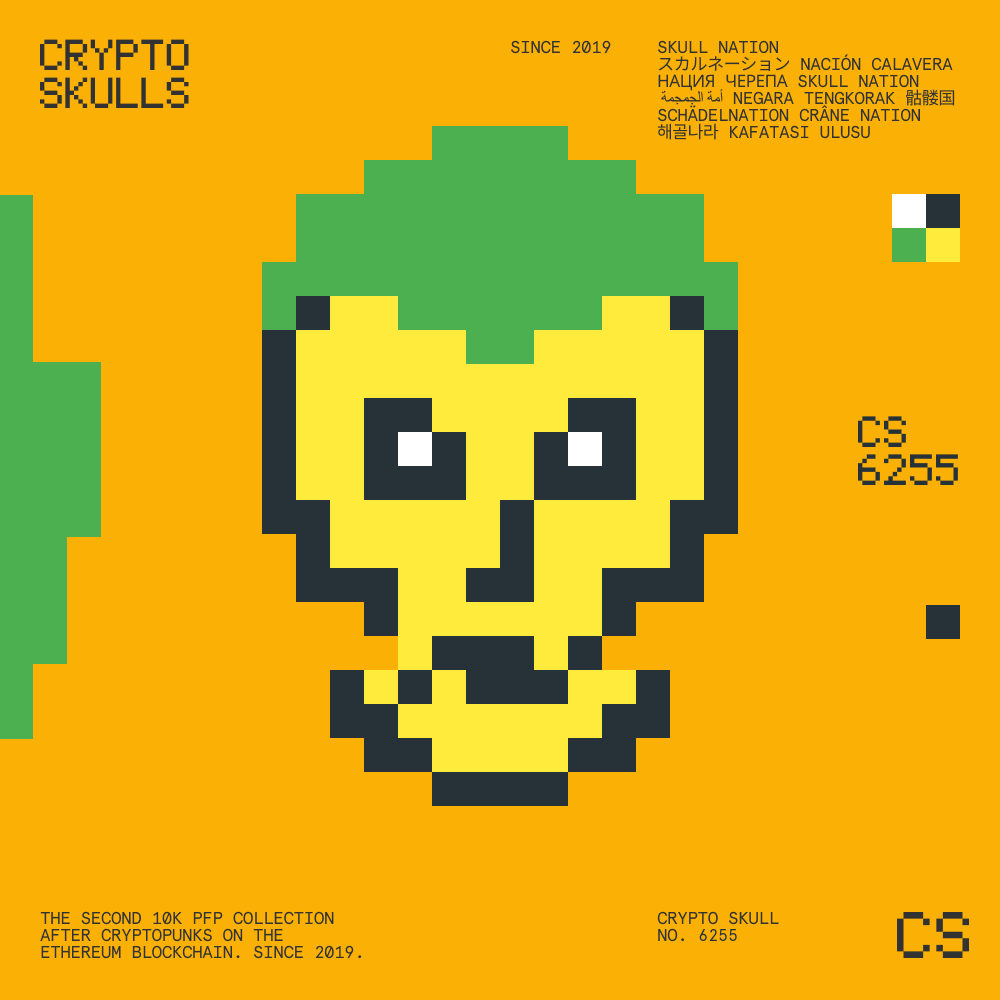 CRYPTO
SKULLS
SINCE 2019
SKULL NATION
スカルネーション NACIÓN CALAVERA
НАЦИЯ ЧЕРЕПА SKULL NATION
أمة الجمجمة NEGARA TENGKORAK 骷髅国
SCHÄDELNATION CRÂNE NATION
해골나라 KAFATASI ULUSU
CS
6255
THE SECOND 10K PFP COLLECTION
AFTER CRYPTOPUNKS ON THE
ETHEREUM BLOCKCHAIN. SINCE 2019.
CRYPTO SKULL
NO. 6255
CS